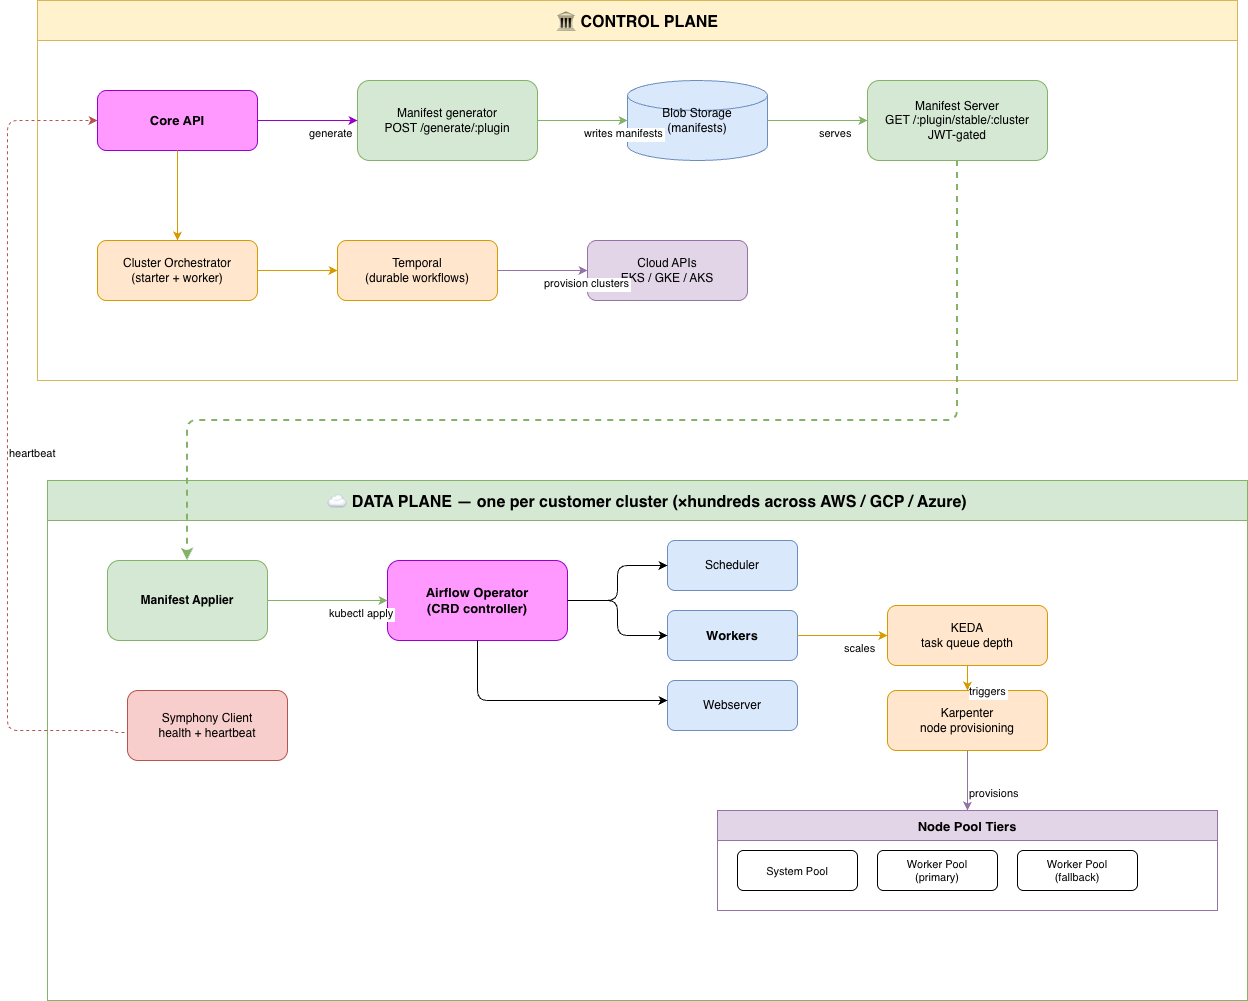 🏛️ CONTROL PLANE
Core API
generate
Manifest generator
POST /generate/:plugin
writes manifests
Blob Storage
(manifests)
serves
Manifest Server
GET /:plugin/stable/:cluster
JWT-gated
Cluster Orchestrator
(starter + worker)
Temporal
(durable workflows)
provision clusters
Cloud APIs
EKS / GKE / AKS
heartbeat
☁️ DATA PLANE — one per customer cluster (×hundreds across AWS / GCP / Azure)
Manifest Applier
kubectl apply
Airflow Operator
(CRD controller)
Scheduler
Workers
Webserver
scales
KEDA
task queue depth
triggers
Karpenter
node provisioning
provisions
Symphony Client
health + heartbeat
Node Pool Tiers
System Pool
Worker Pool
(primary)
Worker Pool
(fallback)